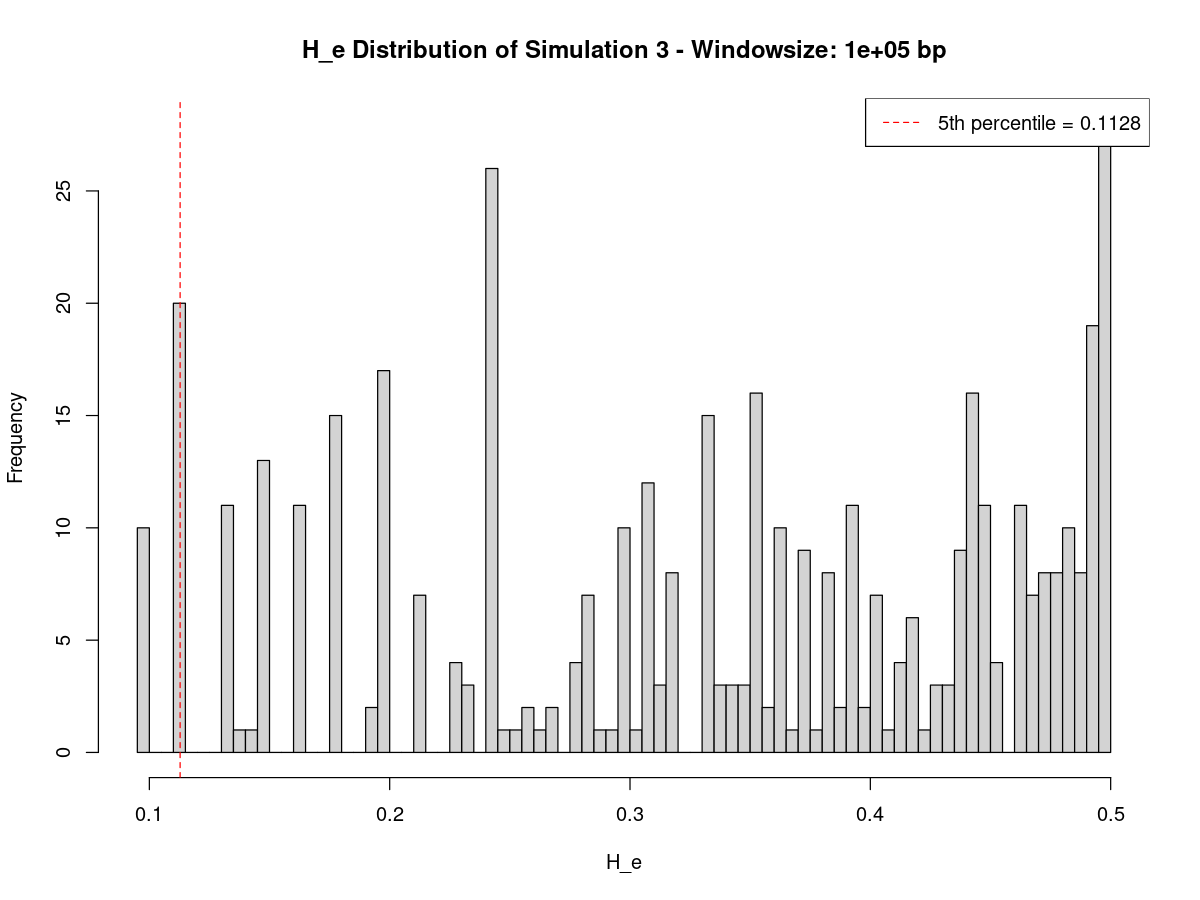 H_e Distribution of Simulation 3 - Windowsize: 1e+05 bp
5th percentile = 0.1128
25
20
15
10
5
0
Frequency
0.1 0.2 0.3 0.4 0.5
H_e